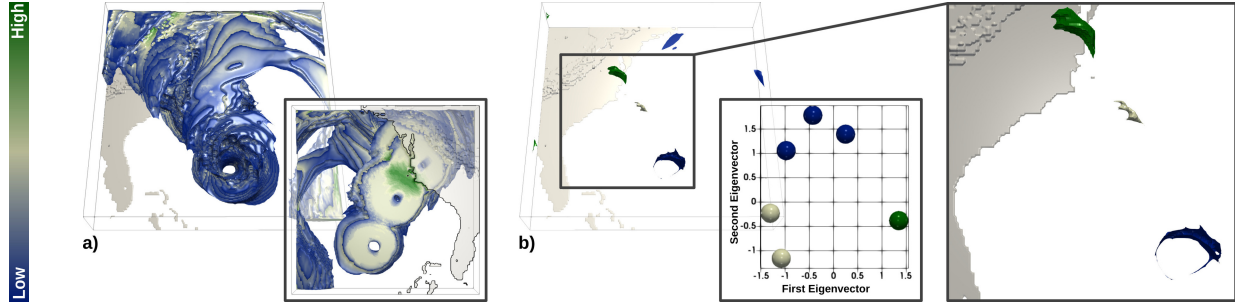 High
Low
a)
b)
Second Eigenvector
1.5
1
0.5
0
-0.5
-1
-1.5 -1 -0.5 0 0.5 1 1.5
First Eigenvector